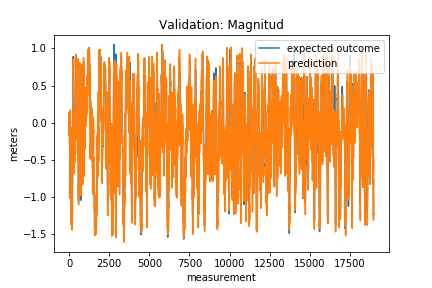 Validation: Magnitud
expected outcome
prediction
1.0
0.5
0.0
−0.5
−1.0
−1.5
meters
0 2500 5000 7500 10000 12500 15000 17500
measurement